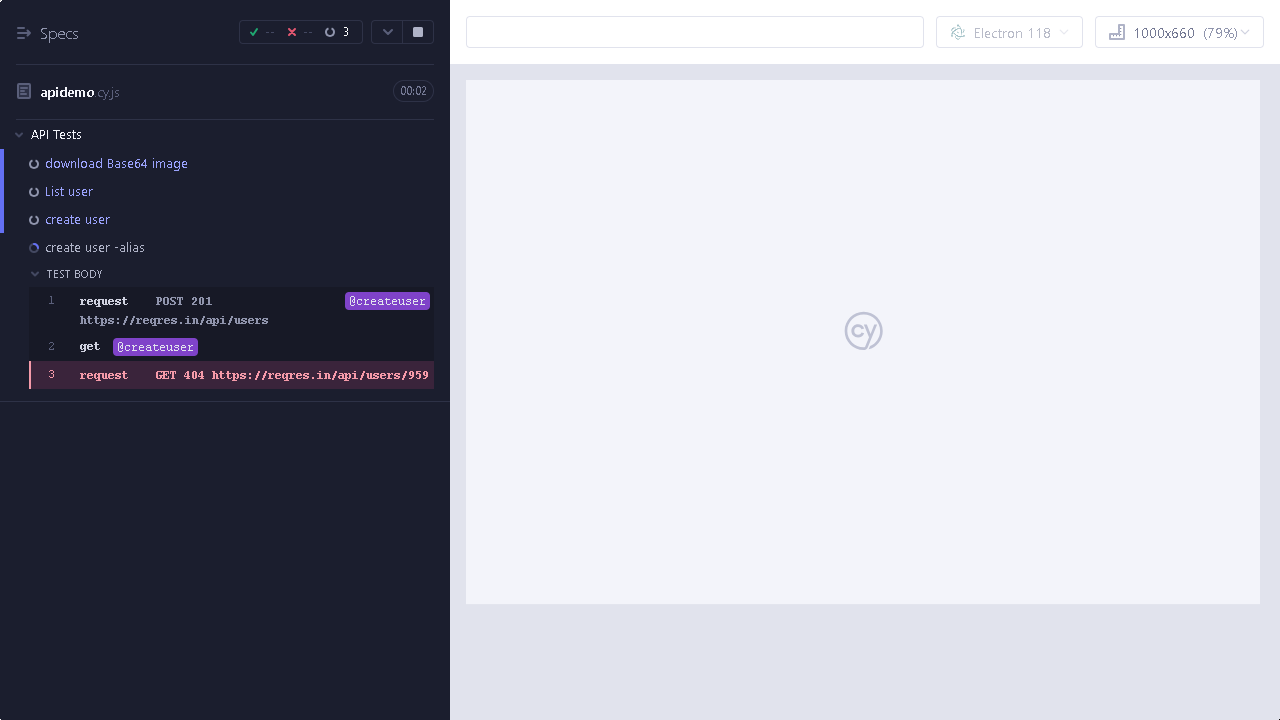 Specs
-- -- 3
apidemo cy.js 00:02
API Tests
download Base64 image
List user
create user
create user -alias
TEST BODY
1 request POST 201 @createuser
https://reqres.in/api/users
2 get @createuser
3 request GET 404 https://reqres.in/api/users/959
Electron 118
1000x660 (79%)
cy